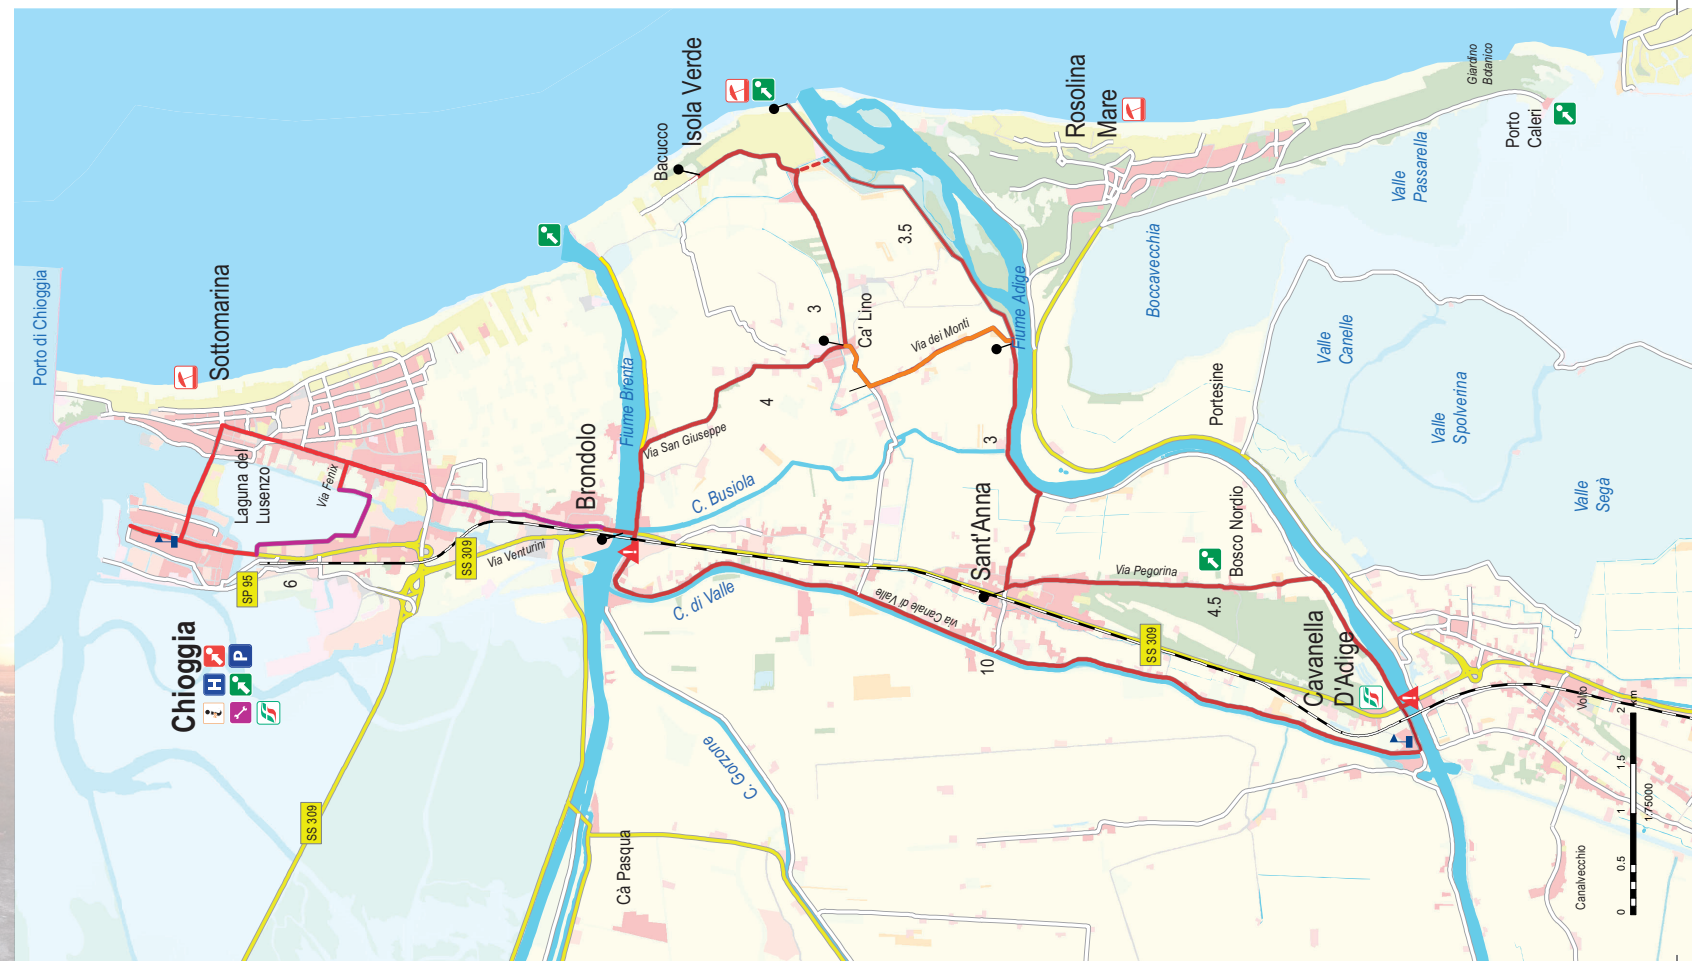 Porto di Chioggia
Sottomarina
Laguna del
Lusenzo
Via Fenix
SP 95
6
Chioggia
H
P
i
SS 309
SS 309
Via Venturini
Brondolo
Fiume Brenta
Via San Giuseppe
C. Busiola
C. di Valle
C. Gorzone
Cà Pasqua
Bacucco
Isola Verde
3
4
Ca' Lino
Via dei Monti
3.5
Fiume Adige
3
Sant'Anna
via Canale di Valle
10
Via Pegorina
4.5
Bosco Nordio
SS 309
Cavanella
D'Adige
Rosolina
Mare
Giardino
Botanico
Porto
Caleri
Valle
Passarella
Boccavecchia
Valle
Canelle
Portesine
Valle
Spolverina
Valle
Segà
Volto
Canalvecchio
0
0.5
1
1.5
2
km
1:75000
!
!